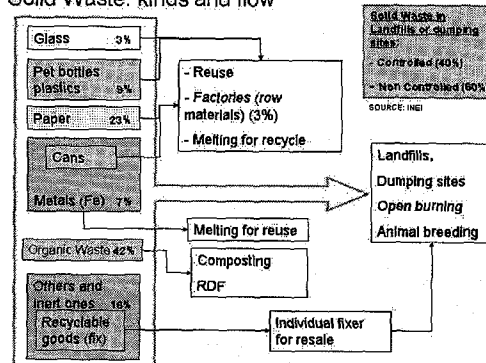 Solid Waste: kinds and flow
Glass 3%
Pet bottles
plastics 9%
Paper 23%
Cans
Metals (Fe) 7%
Organic Waste 42%
Others and
inert ones 16%
Recyclable
goods (fix)
- Reuse
- Factories (row
materials) (3%)
- Melting for recycle
Melting for reuse
Composting
RDF
Individual fixer
for resale
Solid Waste in
Landfills or dumping
sites:
- Controlled (40%)
- Non Controlled (60%)
SOURCE: INEI
Landfills,
Dumping sites
Open burning
Animal breeding